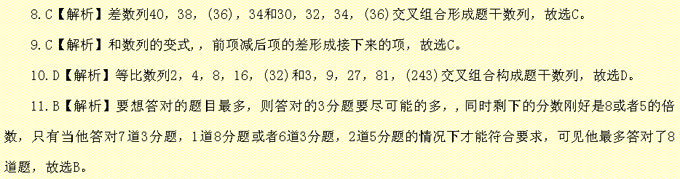 8.C【解析】差数列40，38，(36)，34和30，32，34，(36)交叉组合形成题干数列，故选C。
9.C【解析】和数列的变式,，前项减后项的差形成接下来的项，故选C。
10.D【解析】等比数列2，4，8，16，(32)和3，9，27，81，(243)交叉组合构成题干数列，故选D。
11.B【解析】要想答对的题目最多，则答对的3分题要尽可能的多，,同时剩下的分数刚好是8或者5的倍
数，只有当他答对7道3分题，1道8分题或者6道3分题，2道5分题的情况下才能符合要求，可见他最多答对了8
道题，故选B。